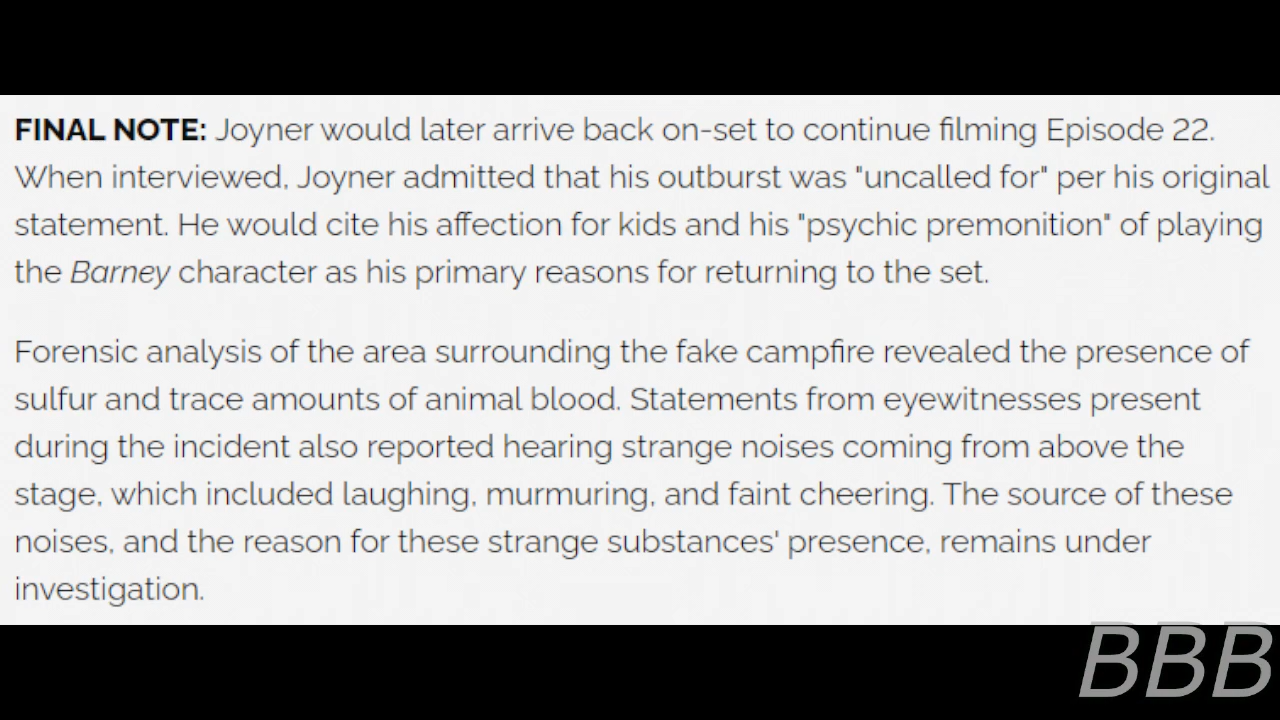 FINAL NOTE: Joyner would later arrive back on-set to continue filming Episode 22.
When interviewed, Joyner admitted that his outburst was "uncalled for" per his original
statement. He would cite his affection for kids and his "psychic premonition" of playing
the Barney character as his primary reasons for returning to the set.
Forensic analysis of the area surrounding the fake campfire revealed the presence of
sulfur and trace amounts of animal blood. Statements from eyewitnesses present
during the incident also reported hearing strange noises coming from above the
stage, which included laughing, murmuring, and faint cheering. The source of these
noises, and the reason for these strange substances' presence, remains under
investigation.
BBB